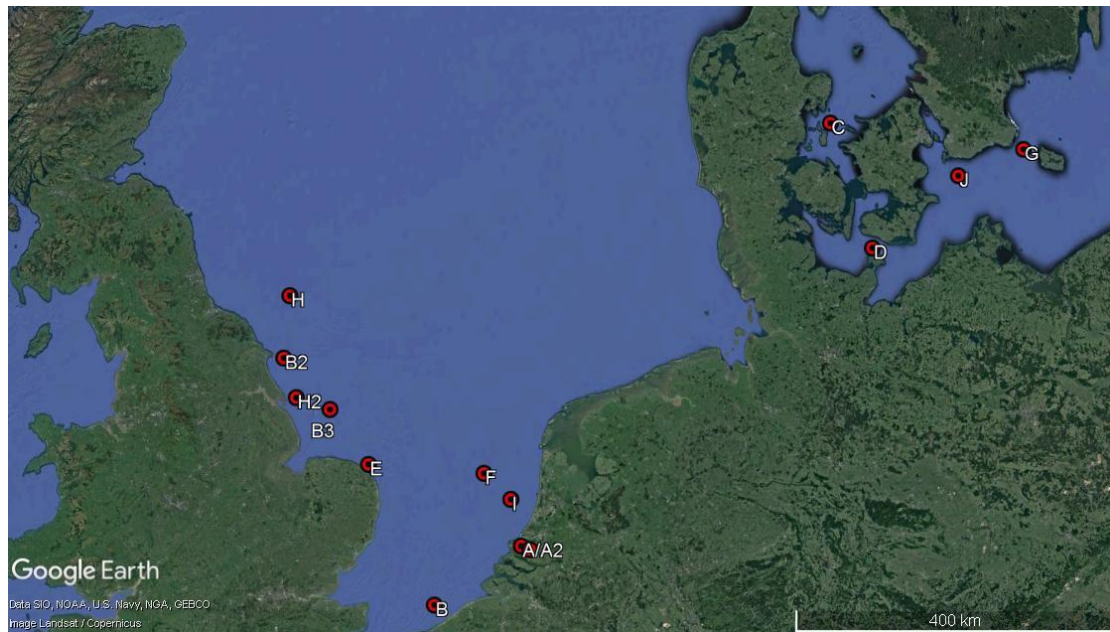 C
G
J
D
H
B2
H2
B3
E
F
I
A/A2
B
Google Earth
Data SIO, NOAA, U.S. Navy, NGA, GEBCO
Image Landsat / Copernicus
400 km